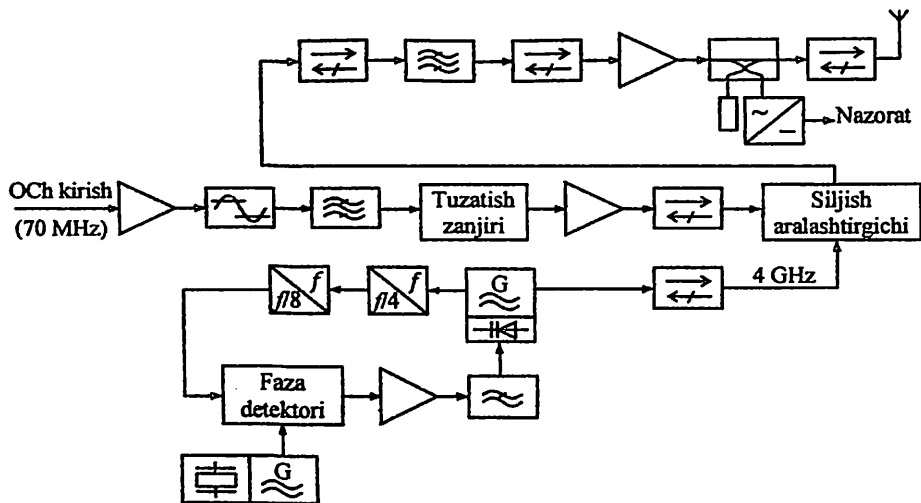 Nazorat
OCh kirish
(70 MHz)
Tuzatish
zanjiri
Siljish
aralashtirgichi
f
f/8
f
f/4
G
4 GHz
Faza
detektori
G